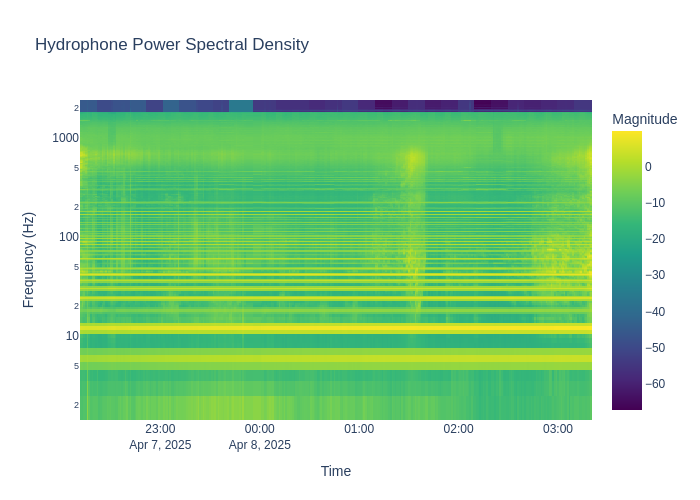 Hydrophone Power Spectral Density
Magnitude
0
−10
−20
−30
−40
−50
−60
Frequency (Hz)
2
1000
5
2
100
5
2
10
5
2
23:00 00:00 01:00 02:00 03:00
Apr 7, 2025 Apr 8, 2025
Time